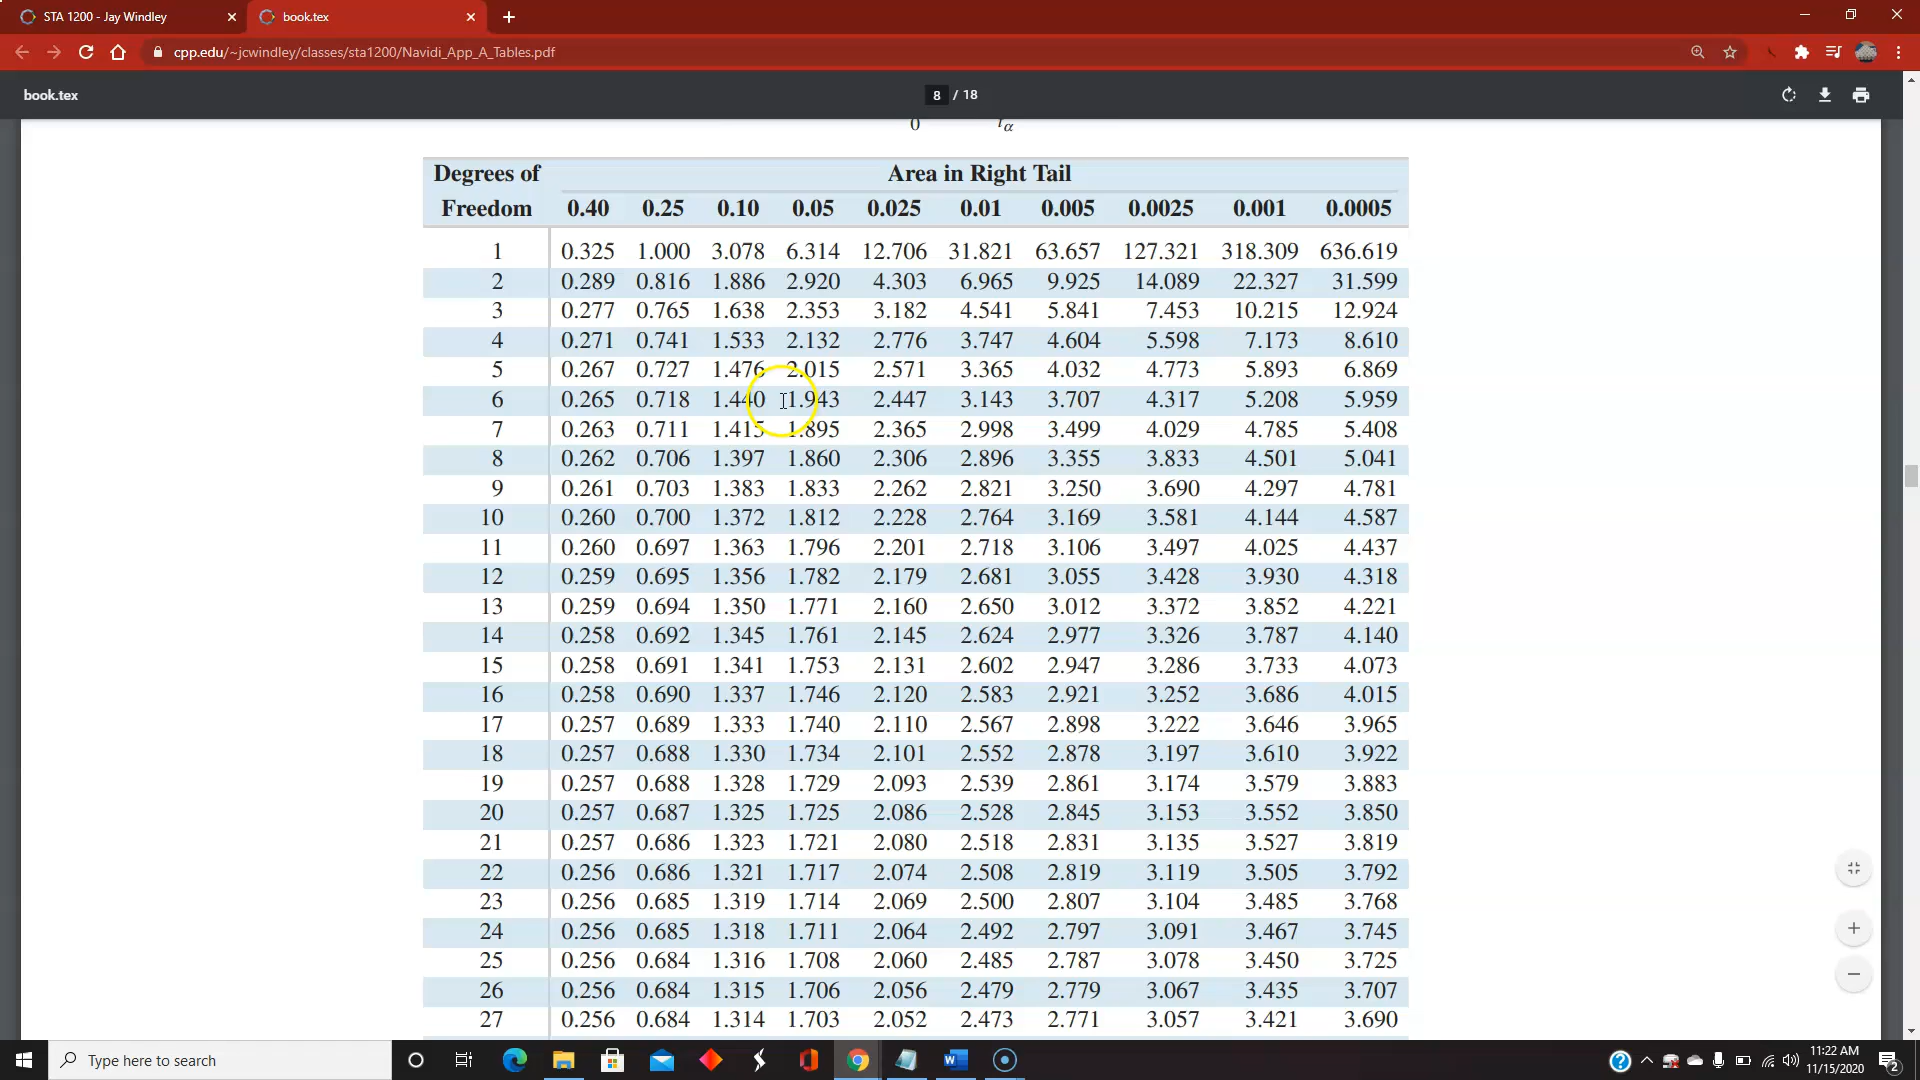 STA 1200 - Jay Windley
book.tex
cpp.edu/~jcwindley/classes/sta1200/Navidi_App_A_Tables.pdf
book.tex
8 / 18
0 tα
Degrees of Area in Right Tail
Freedom 0.40 0.25 0.10 0.05 0.025 0.01 0.005 0.0025 0.001 0.0005
1 0.325 1.000 3.078 6.314 12.706 31.821 63.657 127.321 318.309 636.619
2 0.289 0.816 1.886 2.920 4.303 6.965 9.925 14.089 22.327 31.599
3 0.277 0.765 1.638 2.353 3.182 4.541 5.841 7.453 10.215 12.924
4 0.271 0.741 1.533 2.132 2.776 3.747 4.604 5.598 7.173 8.610
5 0.267 0.727 1.476 2.015 2.571 3.365 4.032 4.773 5.893 6.869
6 0.265 0.718 1.440 1.943 2.447 3.143 3.707 4.317 5.208 5.959
7 0.263 0.711 1.415 1.895 2.365 2.998 3.499 4.029 4.785 5.408
8 0.262 0.706 1.397 1.860 2.306 2.896 3.355 3.833 4.501 5.041
9 0.261 0.703 1.383 1.833 2.262 2.821 3.250 3.690 4.297 4.781
10 0.260 0.700 1.372 1.812 2.228 2.764 3.169 3.581 4.144 4.587
11 0.260 0.697 1.363 1.796 2.201 2.718 3.106 3.497 4.025 4.437
12 0.259 0.695 1.356 1.782 2.179 2.681 3.055 3.428 3.930 4.318
13 0.259 0.694 1.350 1.771 2.160 2.650 3.012 3.372 3.852 4.221
14 0.258 0.692 1.345 1.761 2.145 2.624 2.977 3.326 3.787 4.140
15 0.258 0.691 1.341 1.753 2.131 2.602 2.947 3.286 3.733 4.073
16 0.258 0.690 1.337 1.746 2.120 2.583 2.921 3.252 3.686 4.015
17 0.257 0.689 1.333 1.740 2.110 2.567 2.898 3.222 3.646 3.965
18 0.257 0.688 1.330 1.734 2.101 2.552 2.878 3.197 3.610 3.922
19 0.257 0.688 1.328 1.729 2.093 2.539 2.861 3.174 3.579 3.883
20 0.257 0.687 1.325 1.725 2.086 2.528 2.845 3.153 3.552 3.850
21 0.257 0.686 1.323 1.721 2.080 2.518 2.831 3.135 3.527 3.819
22 0.256 0.686 1.321 1.717 2.074 2.508 2.819 3.119 3.505 3.792
23 0.256 0.685 1.319 1.714 2.069 2.500 2.807 3.104 3.485 3.768
24 0.256 0.685 1.318 1.711 2.064 2.492 2.797 3.091 3.467 3.745
25 0.256 0.684 1.316 1.708 2.060 2.485 2.787 3.078 3.450 3.725
26 0.256 0.684 1.315 1.706 2.056 2.479 2.779 3.067 3.435 3.707
27 0.256 0.684 1.314 1.703 2.052 2.473 2.771 3.057 3.421 3.690
Type here to search
11:22 AM
11/15/2020
2